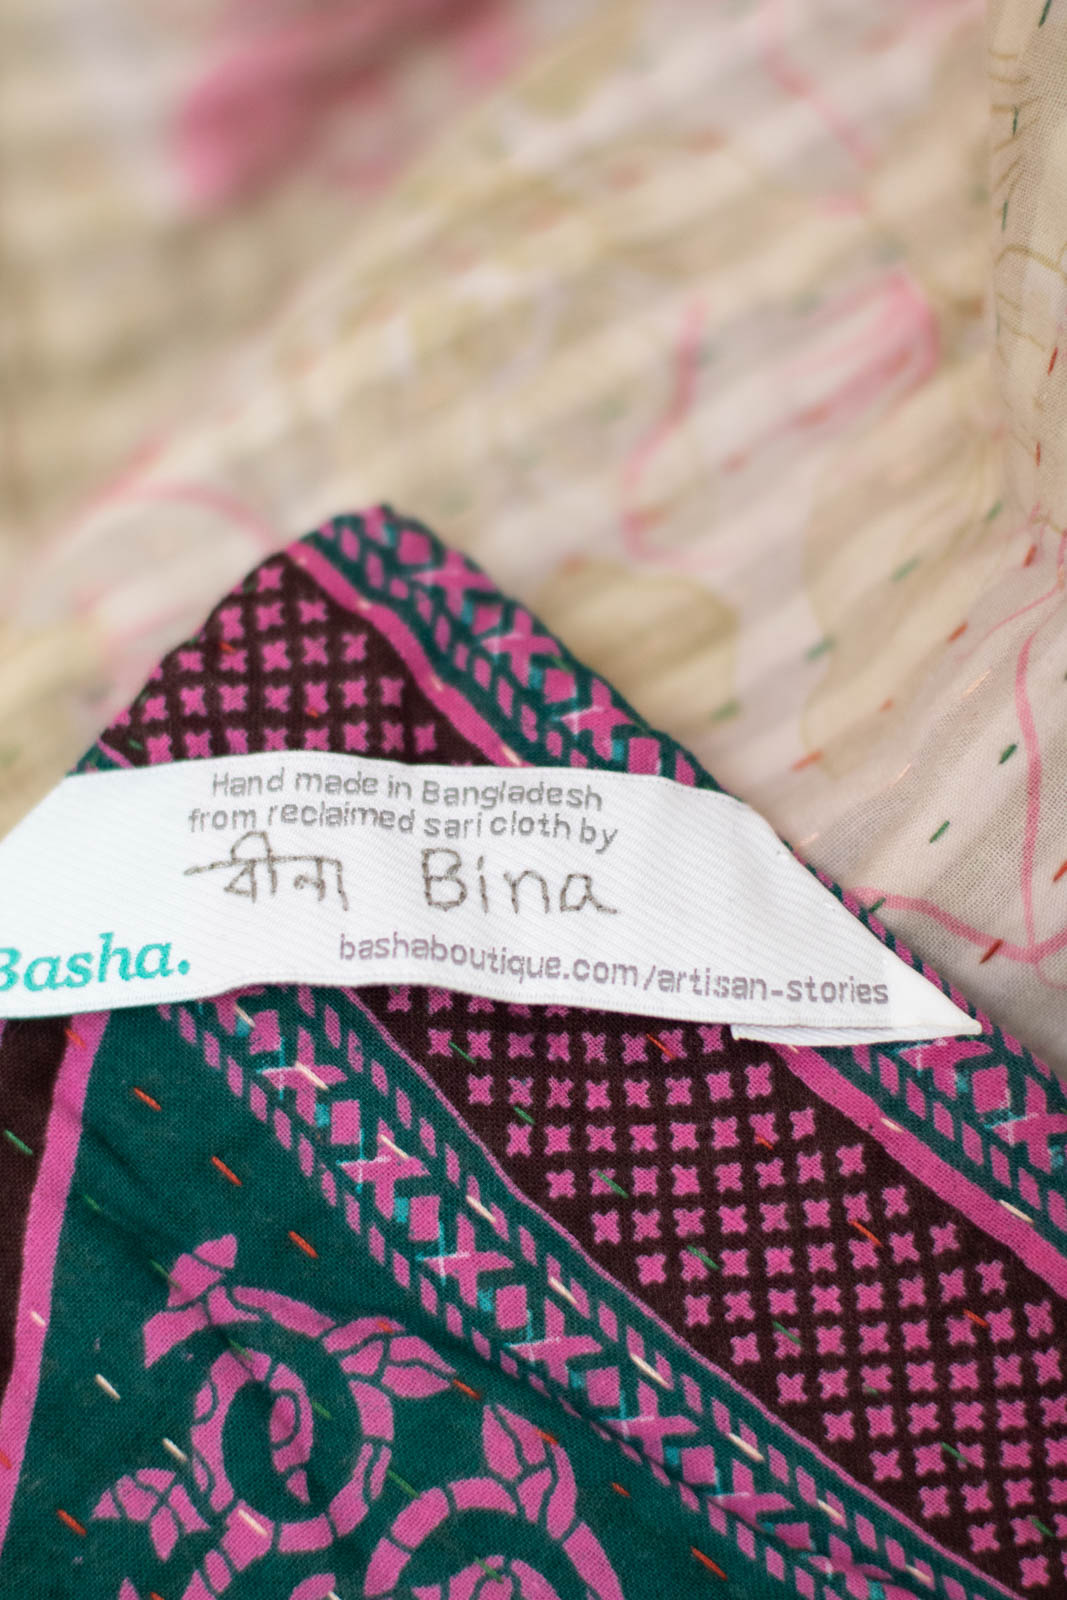 Hand made in Bangladesh
from reclaimed sari cloth by
বীনা Bina
Basha.
bashaboutique.com/artisan-stories